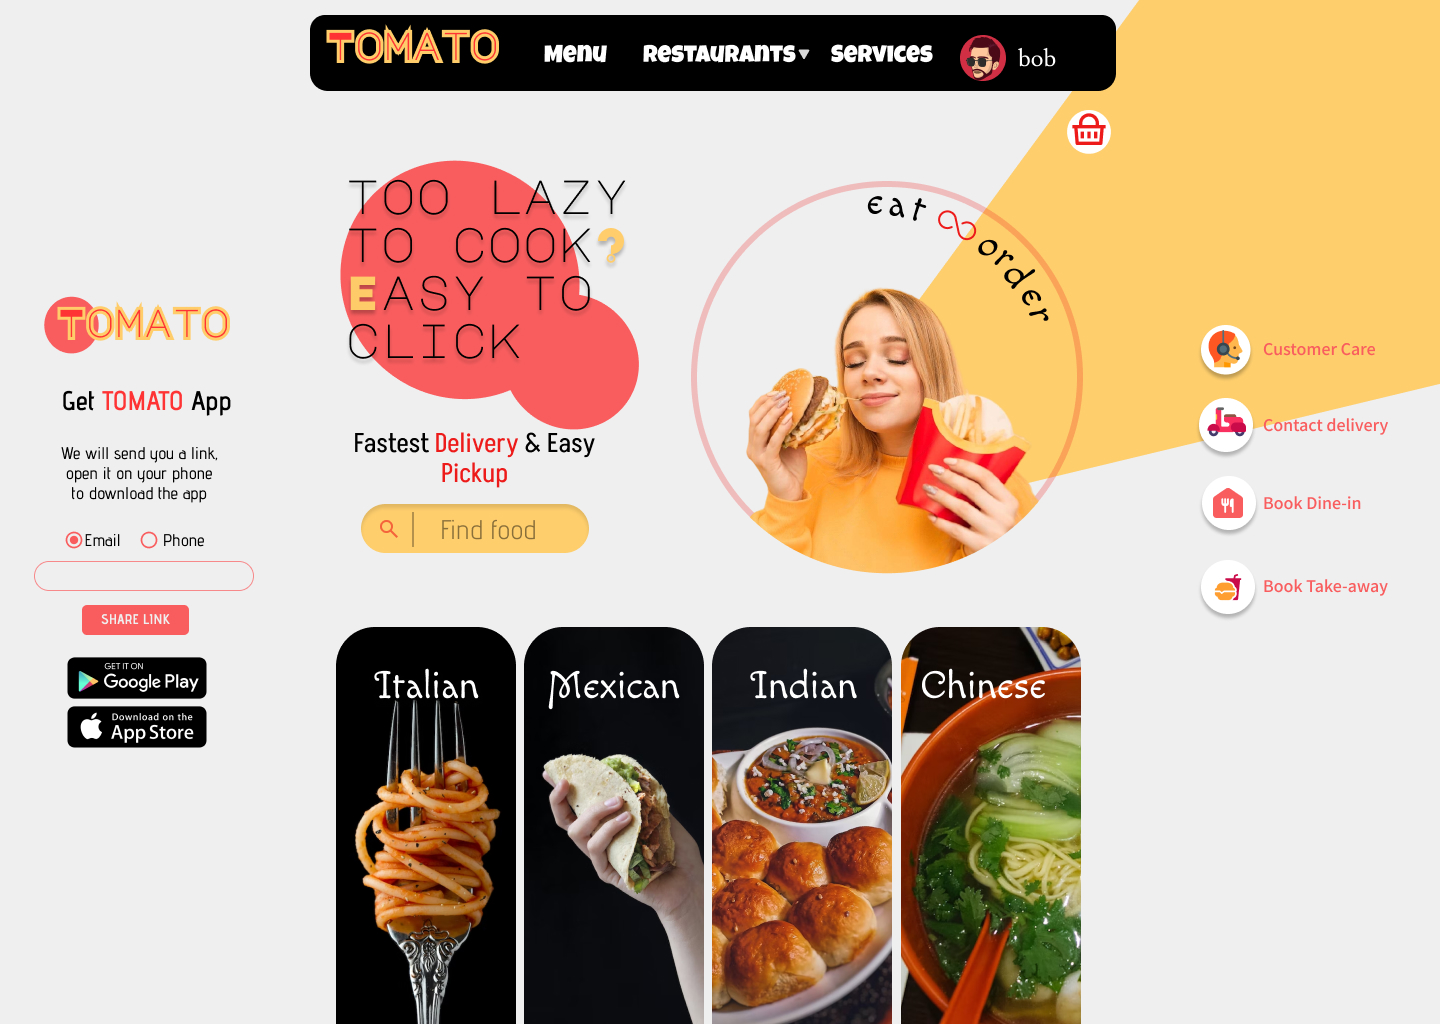 TOMATO
Menu
Restaurants
Services
bob
TOO LAZY
TO COOK?
EASY TO
CLICK
Fastest Delivery & Easy
Pickup
Find food
eat order
TOMATO
Get TOMATO App
We will send you a link,
open it on your phone
to download the app
Email
Phone
SHARE LINK
GET IT ON
Google Play
Download on the
App Store
Customer Care
Contact delivery
Book Dine-in
Book Take-away
Italian
Mexican
Indian
Chinese